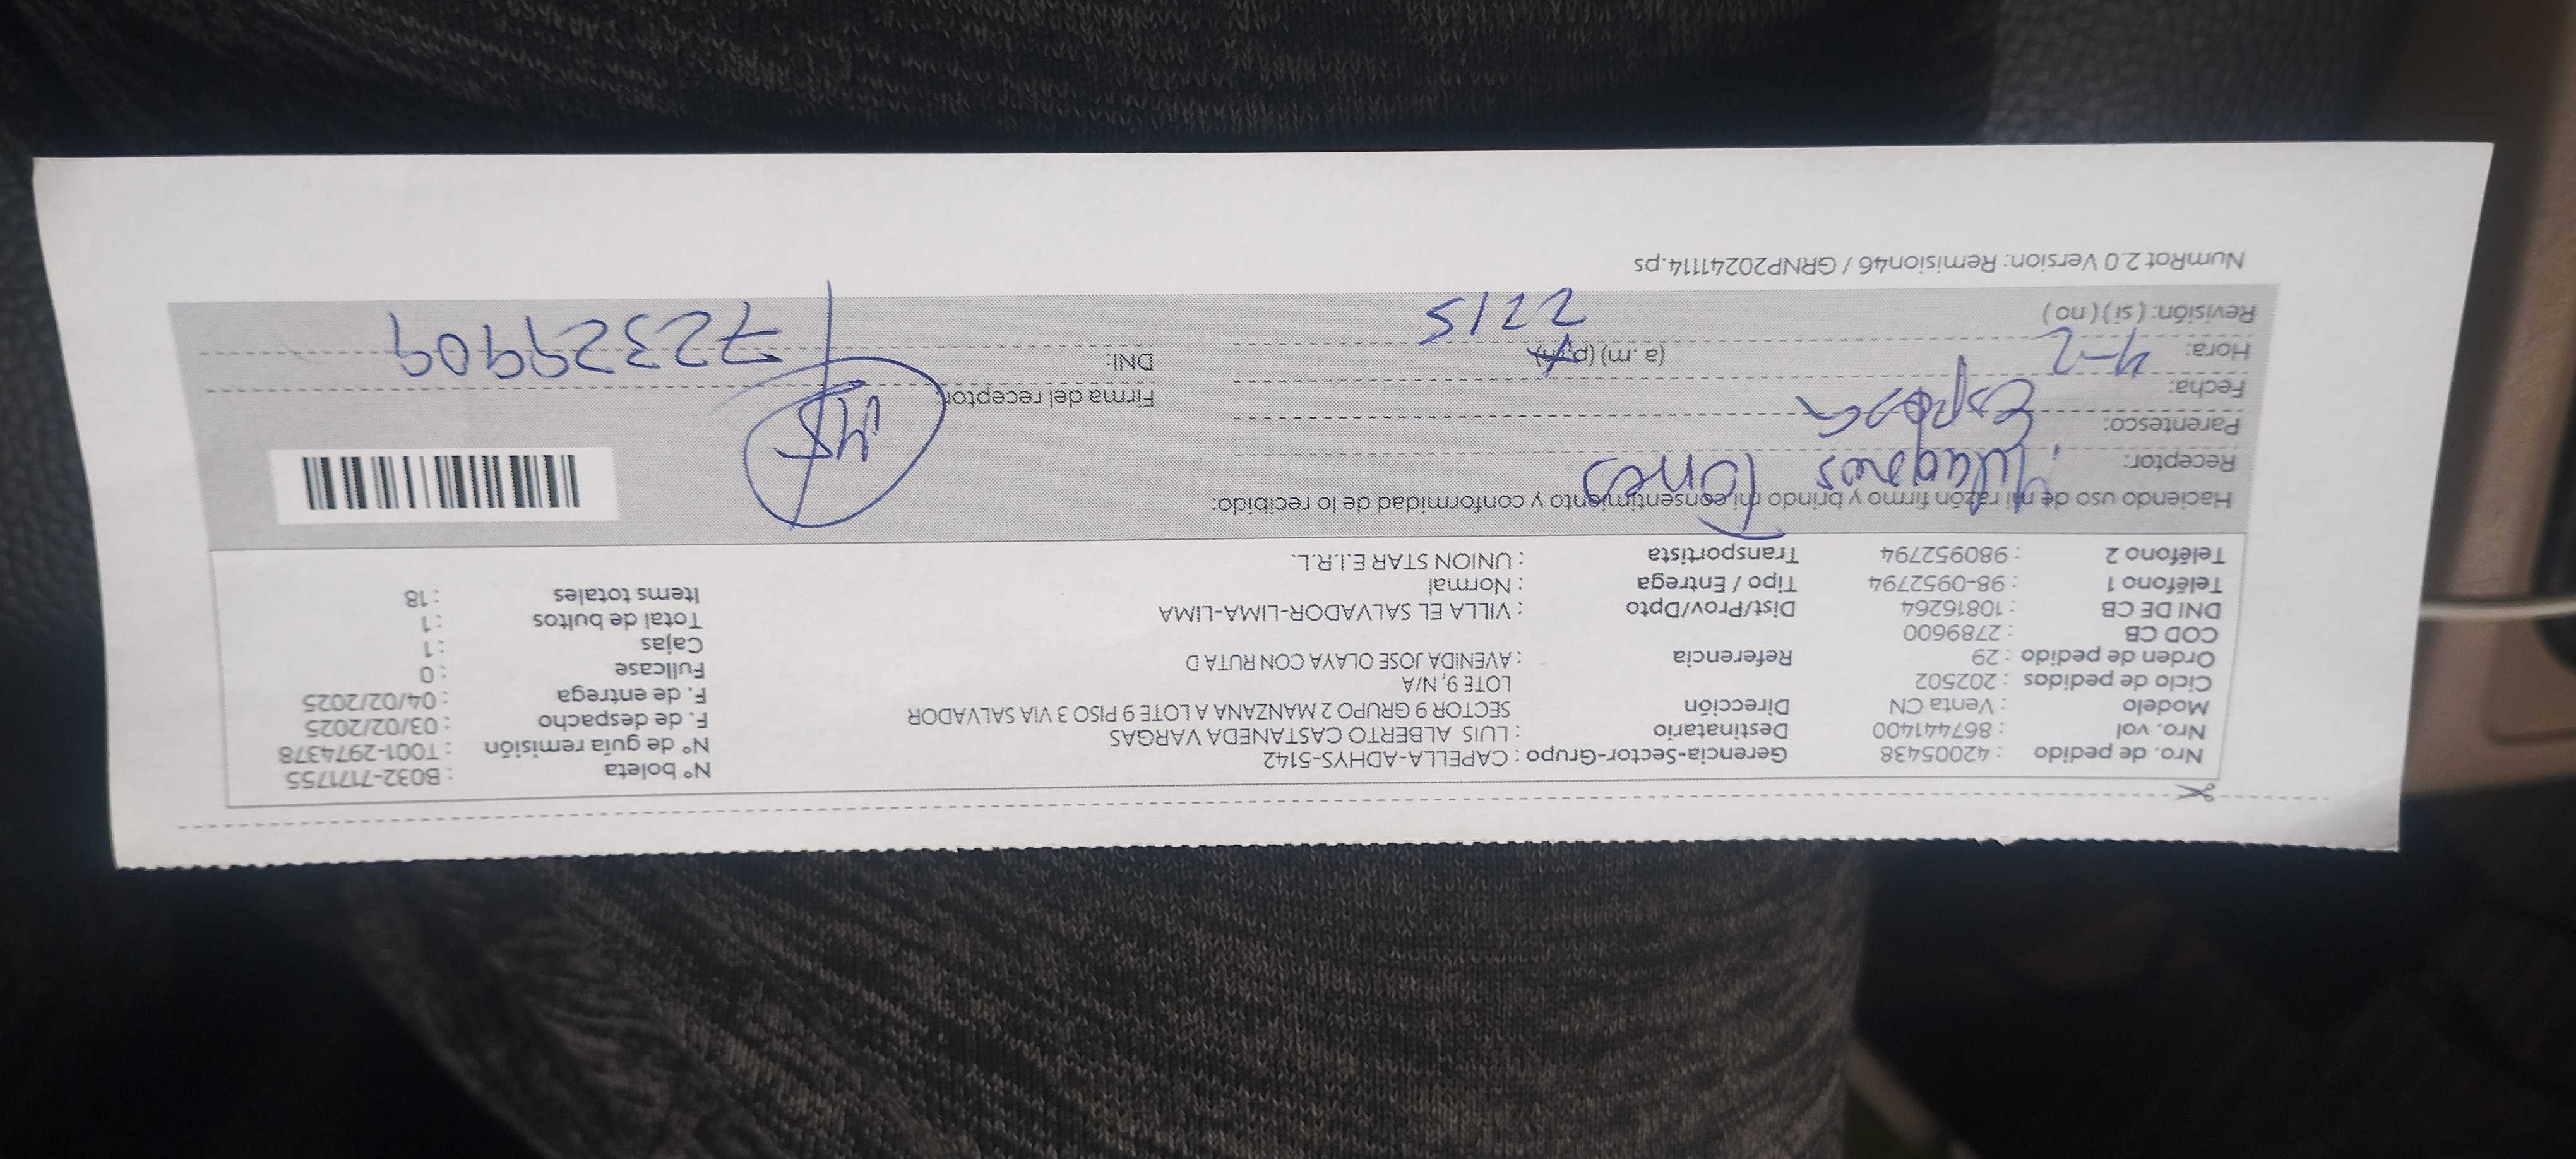 Nro. de pedido : 42005438 Gerencia-Sector-Grupo : CAPELLA-ADHYS-5142 N° boleta : B032-7171755
Nro. vol : 867441400 Destinatario : LUIS ALBERTO CASTANEDA VARGAS N° de guía remisión : T001-2974378
Modelo : Venta CN Dirección SECTOR 9 GRUPO 2 MANZANA A LOTE 9 PISO 3 VIA SALVADOR F. de despacho : 03/02/2025
Ciclo de pedidos : 202502 LOTE 9, N/A F. de entrega : 04/02/2025
Orden de pedido : 29 Referencia : AVENIDA JOSE OLAYA CON RUTA D Fullcase : 0
COD CB : 2789600 Cajas : 1
DNI DE CB : 10816264 Dist/Prov/Dpto : VILLA EL SALVADOR-LIMA-LIMA Total de bultos : 1
Teléfono 1 : 98-0952794 Tipo / Entrega : Normal Items totales : 18
Teléfono 2 : 980952794 Transportista : UNION STAR E.I.R.L.
Haciendo uso de mi razón firmo y brindo mi consentimiento y conformidad de lo recibido:
Receptor: Milagros Torres
Parentesco: Esposa
Fecha: 4-2 Firma del receptor:
Hora: (a. m) (p.m) 2215 DNI: 72329909
Revisión: ( si ) ( no )
NumRot 2.0 Version: Remision46 / GRNP20241114.ps